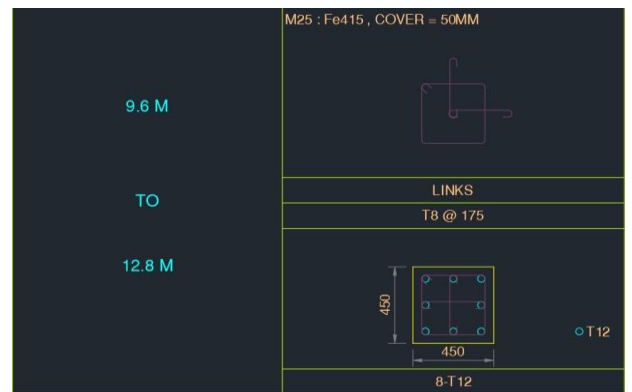 M25 : Fe415 , COVER = 50MM
9.6 M
TO
12.8 M
LINKS
T8 @ 175
450
450
T12
8-T12